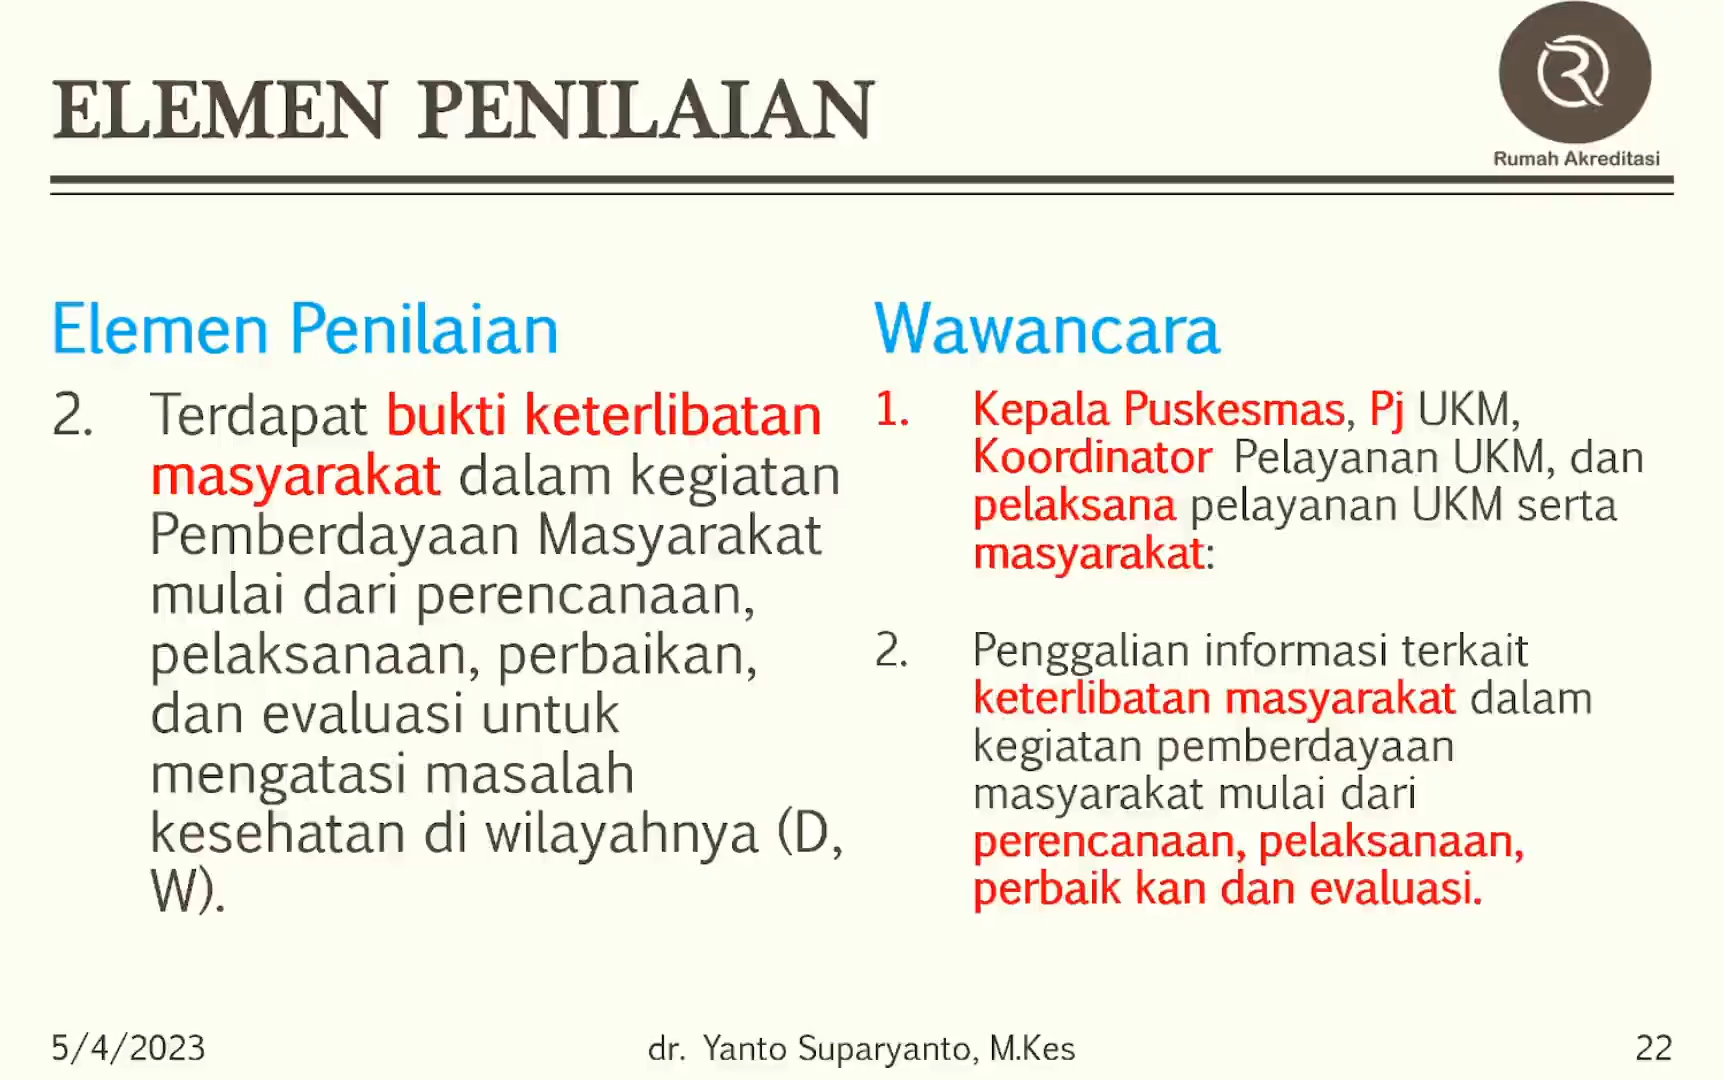 ELEMEN PENILAIAN
Rumah Akreditasi
Elemen Penilaian
2. Terdapat bukti keterlibatan
masyarakat dalam kegiatan
Pemberdayaan Masyarakat
mulai dari perencanaan,
pelaksanaan, perbaikan,
dan evaluasi untuk
mengatasi masalah
kesehatan di wilayahnya (D,
W).
Wawancara
1. Kepala Puskesmas, Pj UKM,
Koordinator Pelayanan UKM, dan
pelaksana pelayanan UKM serta
masyarakat:
2. Penggalian informasi terkait
keterlibatan masyarakat dalam
kegiatan pemberdayaan
masyarakat mulai dari
perencanaan, pelaksanaan,
perbaik kan dan evaluasi.
5/4/2023
dr. Yanto Suparyanto, M.Kes
22